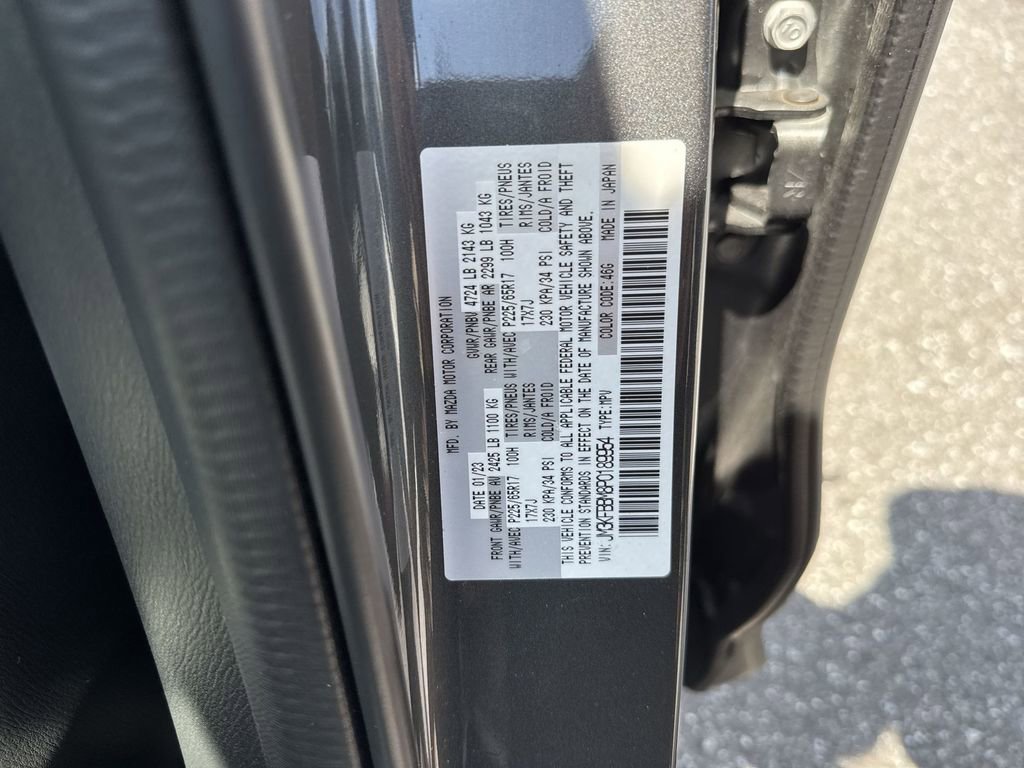 MFD. BY MAZDA MOTOR CORPORATION
DATE 01/23 GWR/PNBV 4724 LB 2143 KG
FRONT GAWR/PNBE AV 2425 LB 1100 KG REAR GAWR/PNBE AR 2299 LB 1043 KG
WITH/AVEC P225/65R17 100H TIRES/PNEUS WITH/AVEC P225/65R17 100H TIRES/PNEUS
17X7J RIMS/JANTES 17X7J RIMS/JANTES
230 KPA/34 PSI COLD/A FROID 230 KPA/34 PSI COLD/A FROID
THIS VEHICLE CONFORMS TO ALL APPLICABLE FEDERAL MOTOR VEHICLE SAFETY AND THEFT
PREVENTION STANDARDS IN EFFECT ON THE DATE OF MANUFACTURE SHOWN ABOVE.
VIN:JM3KFBBM8P0189954 TYPE:MPV COLOR CODE:46G MADE IN JAPAN